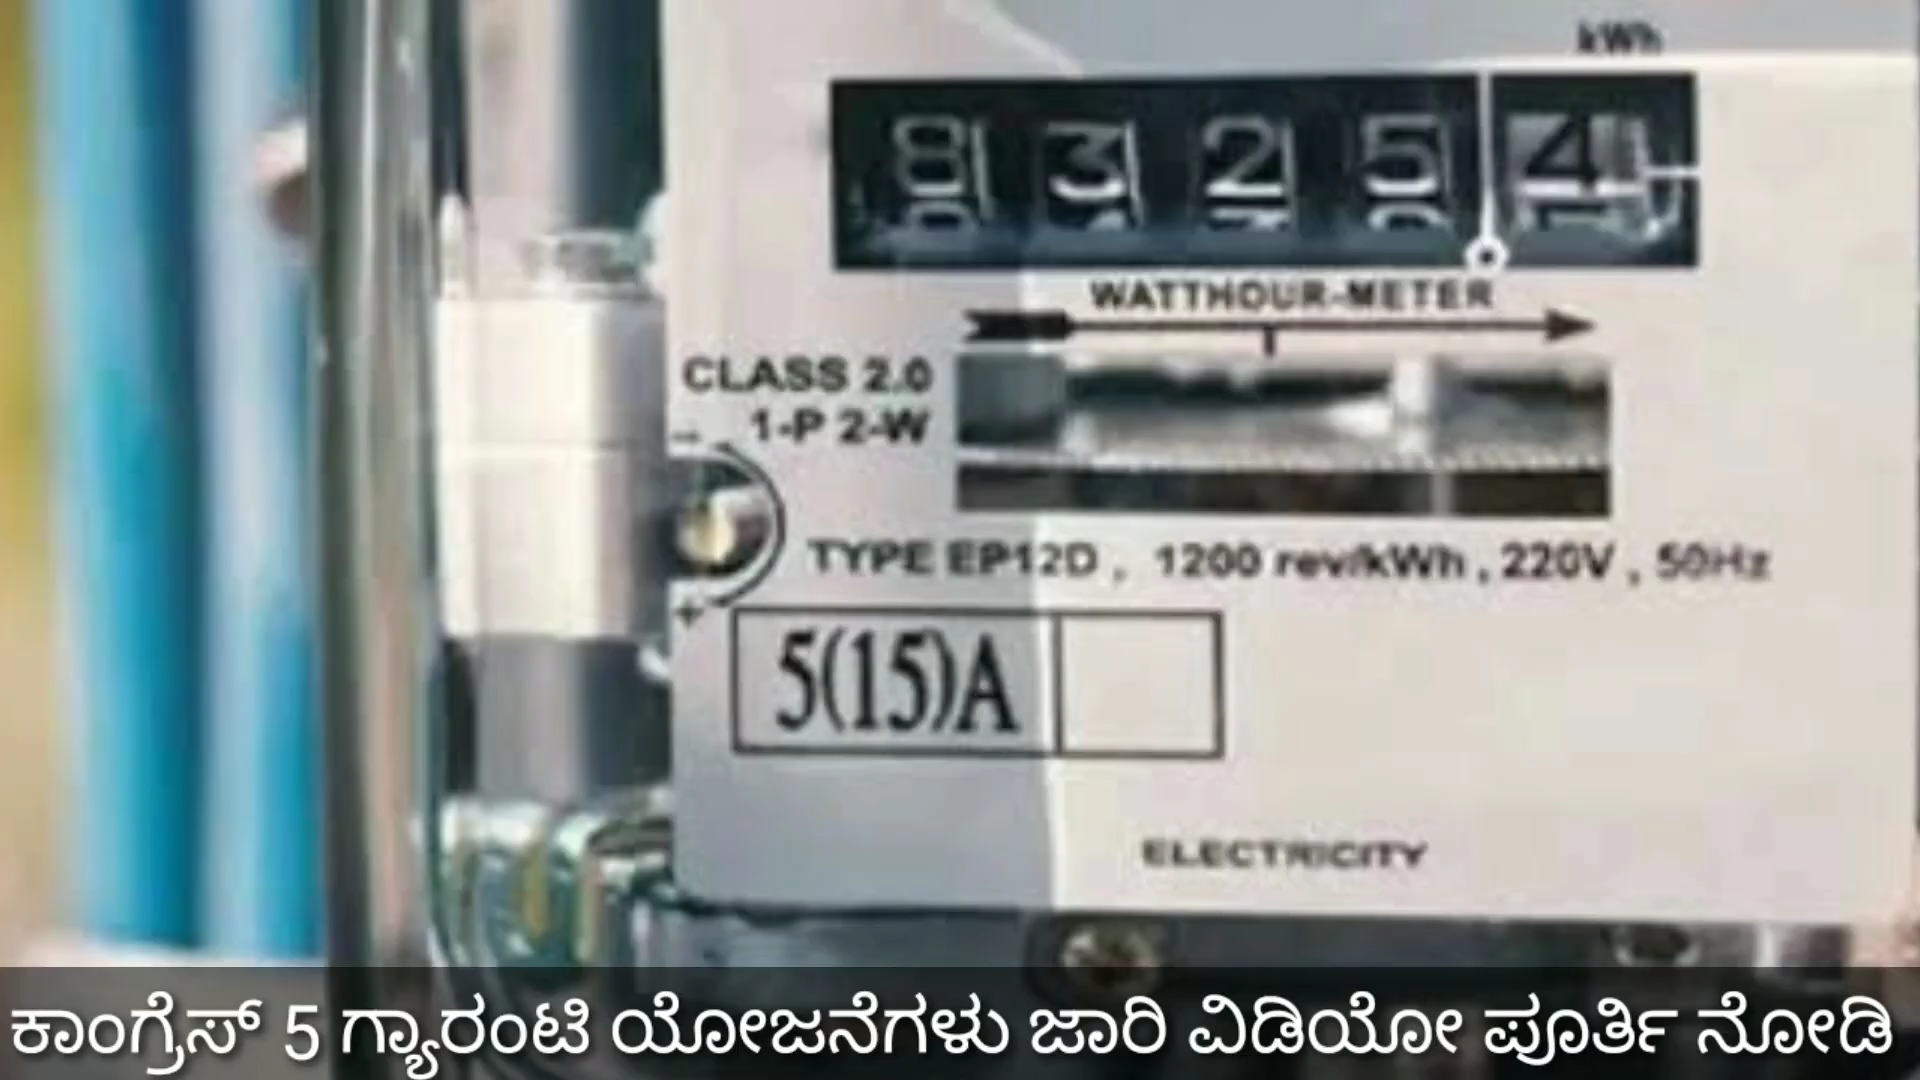 kWh
8 3 2 5 4
WATTHOUR-METER
CLASS 2.0
1-P 2-W
TYPE EP12D , 1200 rev/kWh , 220V , 50Hz
5(15)A
ELECTRICITY
ಕಾಂಗ್ರೆಸ್ 5 ಗ್ಯಾರಂಟಿ ಯೋಜನೆಗಳು ಜಾರಿ ವಿಡಿಯೋ ಪೂರ್ತಿ ನೋಡಿ